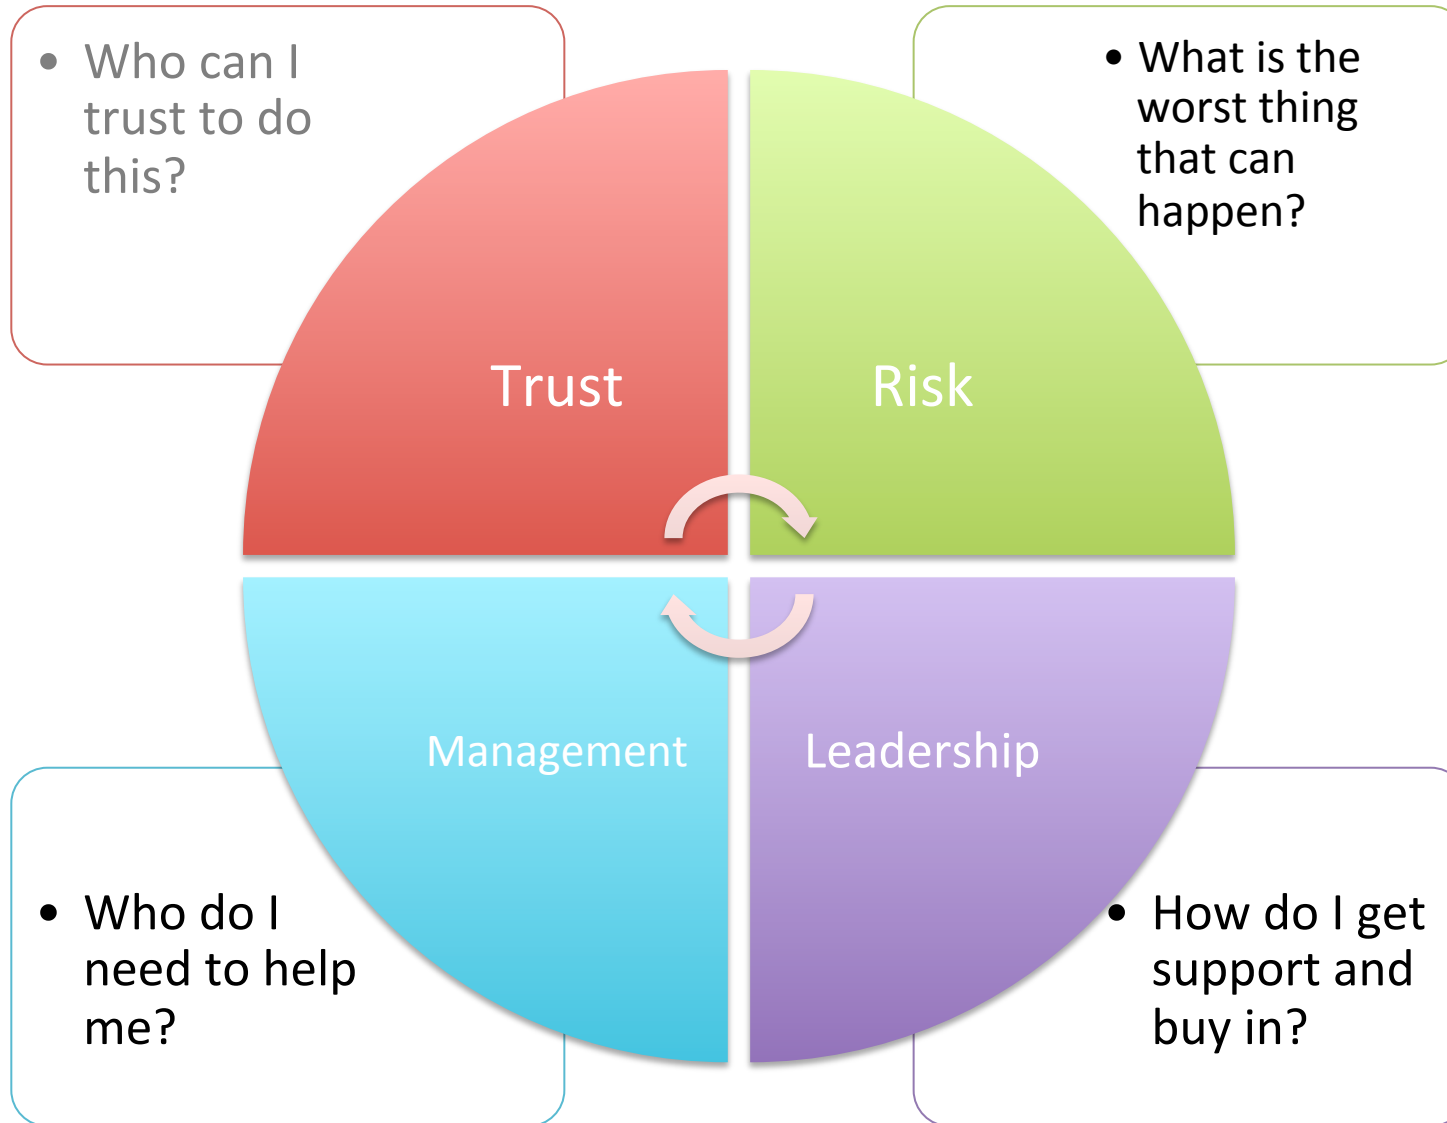 • Who can I
trust to do
this?
• What is the
worst thing
that can
happen?
Trust
Risk
Management
Leadership
• Who do I
need to help
me?
• How do I get
support and
buy in?